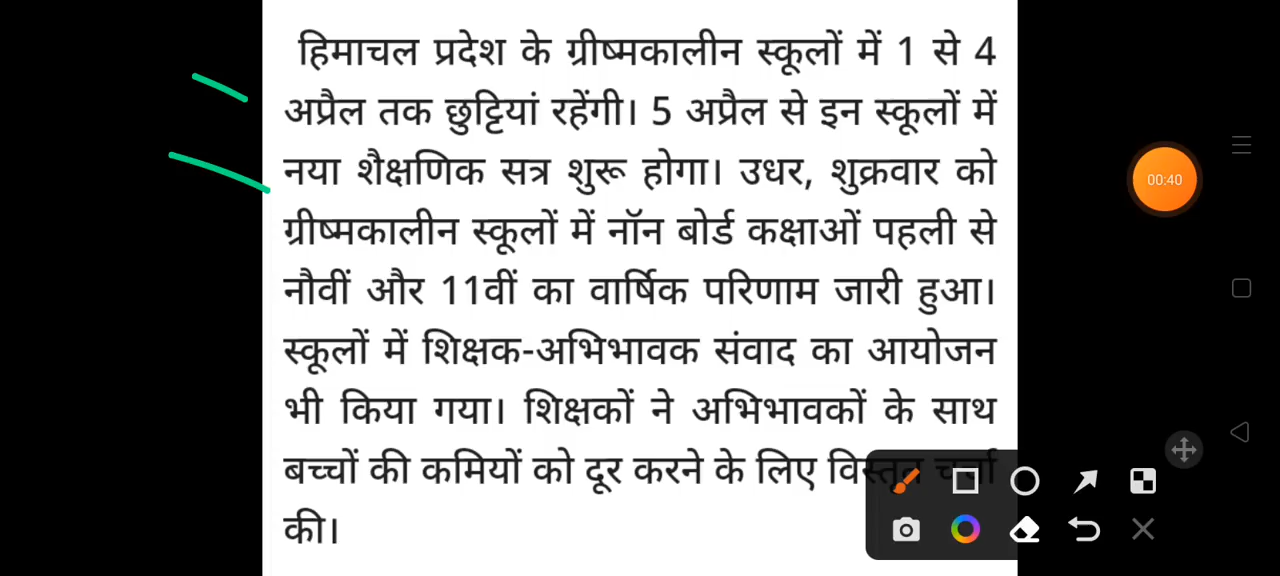 हिमाचल प्रदेश के ग्रीष्मकालीन स्कूलों में 1 से 4
अप्रैल तक छुट्टियां रहेंगी। 5 अप्रैल से इन स्कूलों में
नया शैक्षणिक सत्र शुरू होगा। उधर, शुक्रवार को
ग्रीष्मकालीन स्कूलों में नॉन बोर्ड कक्षाओं पहली से
नौवीं और 11वीं का वार्षिक परिणाम जारी हुआ।
स्कूलों में शिक्षक-अभिभावक संवाद का आयोजन
भी किया गया। शिक्षकों ने अभिभावकों के साथ
बच्चों की कमियों को दूर करने के लिए विस्तृत चर्चा
की।
00:40